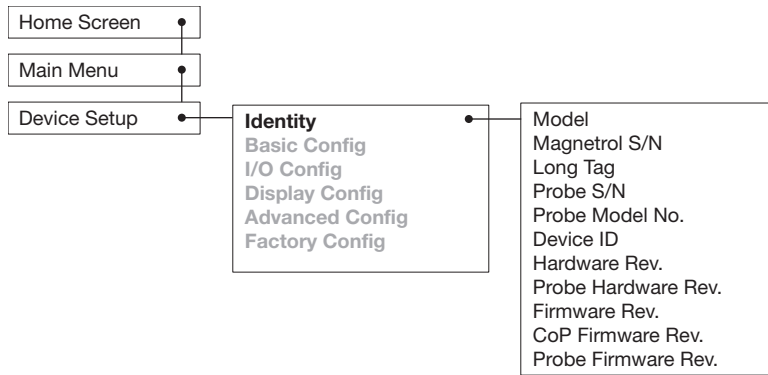 Home Screen
Main Menu
Device Setup
Identity
Basic Config
I/O Config
Display Config
Advanced Config
Factory Config
Model
Magnetrol S/N
Long Tag
Probe S/N
Probe Model No.
Device ID
Hardware Rev.
Probe Hardware Rev.
Firmware Rev.
CoP Firmware Rev.
Probe Firmware Rev.